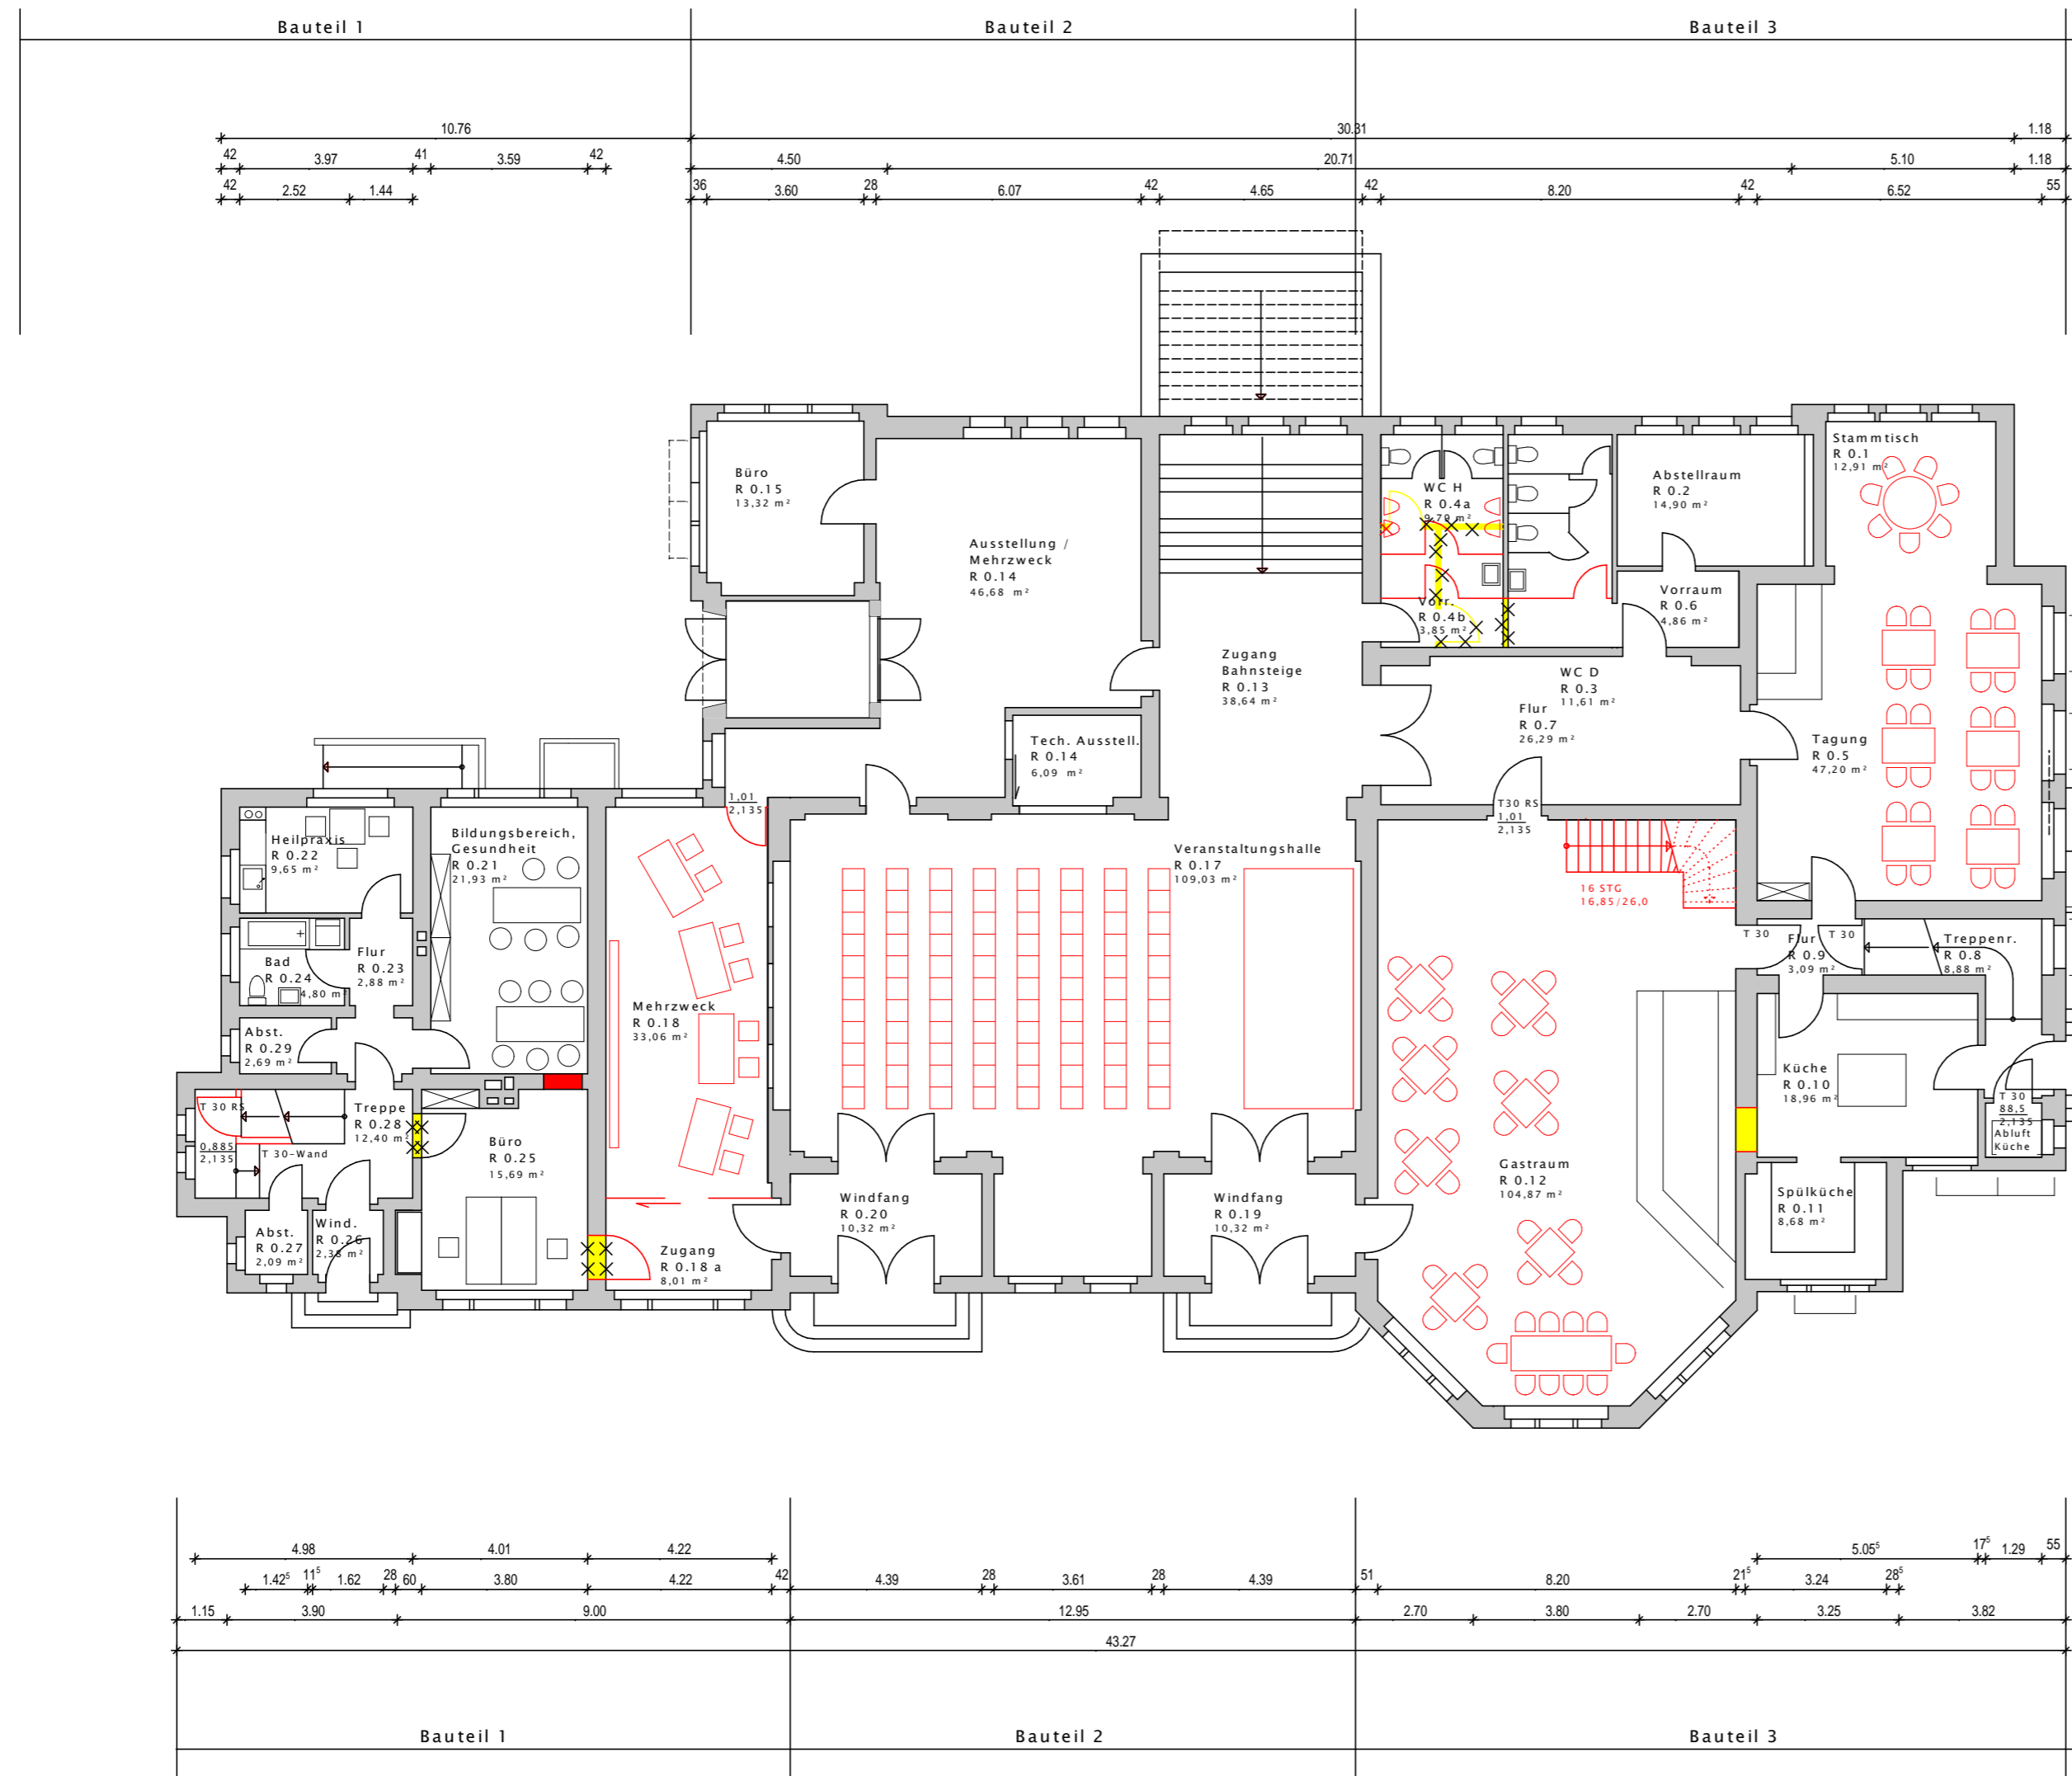 Bauteil 1
Bauteil 2
Bauteil 3
10.76
30.31
1.18
42
3.97
41
3.59
42
4.50
20.71
5.10
1.18
42
2.52
1.44
36
3.60
28
6.07
42
4.65
42
8.20
42
6.52
55
Stammtisch
R 0.1
12,91 m²
Büro
R 0.15
13,32 m²
Abstellraum
R 0.2
14,90 m²
WC H
R 0.4a
9,79 m²
Ausstellung /
Mehrzweck
R 0.14
46,68 m²
Vorr.
R 0.4b
3,85 m²
Vorraum
R 0.6
4,86 m²
Zugang
Bahnsteige
R 0.13
38,64 m²
WC D
R 0.3
11,61 m²
Flur
R 0.7
26,29 m²
Tagung
R 0.5
47,20 m²
Tech. Ausstell.
R 0.14
6,09 m²
1,01
2,135
T30 RS
1,01
2,135
Heilpraxis
R 0.22
9,65 m²
Bildungsbereich,
Gesundheit
R 0.21
21,93 m²
Veranstaltungshalle
R 0.17
109,03 m²
16 STG
16,85/26,0
Bad
R 0.24
4,80 m²
Flur
R 0.23
2,88 m²
T 30
Flur
R 0.9
3,09 m²
T 30
Treppenr.
R 0.8
8,88 m²
Mehrzweck
R 0.18
33,06 m²
Abst.
R 0.29
2,69 m²
Küche
R 0.10
18,96 m²
T 30
88,5
2,135
Abluft
Küche
T 30 RS
Treppe
R 0.28
12,40 m²
0,885
2,135
T 30-Wand
Büro
R 0.25
15,69 m²
Gastraum
R 0.12
104,87 m²
Spülküche
R 0.11
8,68 m²
Windfang
R 0.20
10,32 m²
Windfang
R 0.19
10,32 m²
Abst.
R 0.27
2,09 m²
Wind.
R 0.26
2,38 m²
Zugang
R 0.18 a
8,01 m²
4.98
4.01
4.22
5.05⁵
17⁵
1.29
55
1.42⁵
11⁵
1.62
28
60
3.80
4.22
42
4.39
28
3.61
28
4.39
51
8.20
21⁵
3.24
28⁵
1.15
3.90
9.00
12.95
2.70
3.80
2.70
3.25
3.82
43.27
Bauteil 1
Bauteil 2
Bauteil 3